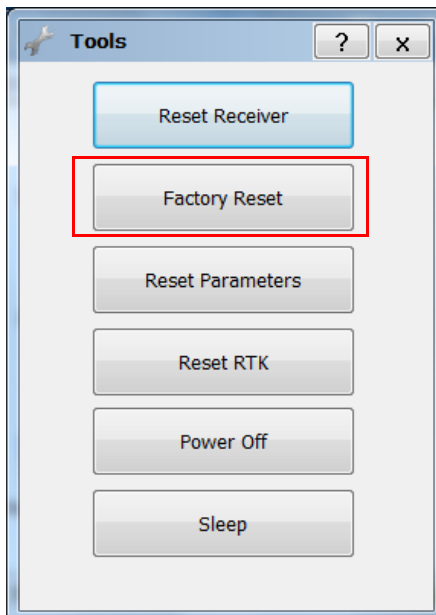 Tools
? x
Reset Receiver
Factory Reset
Reset Parameters
Reset RTK
Power Off
Sleep